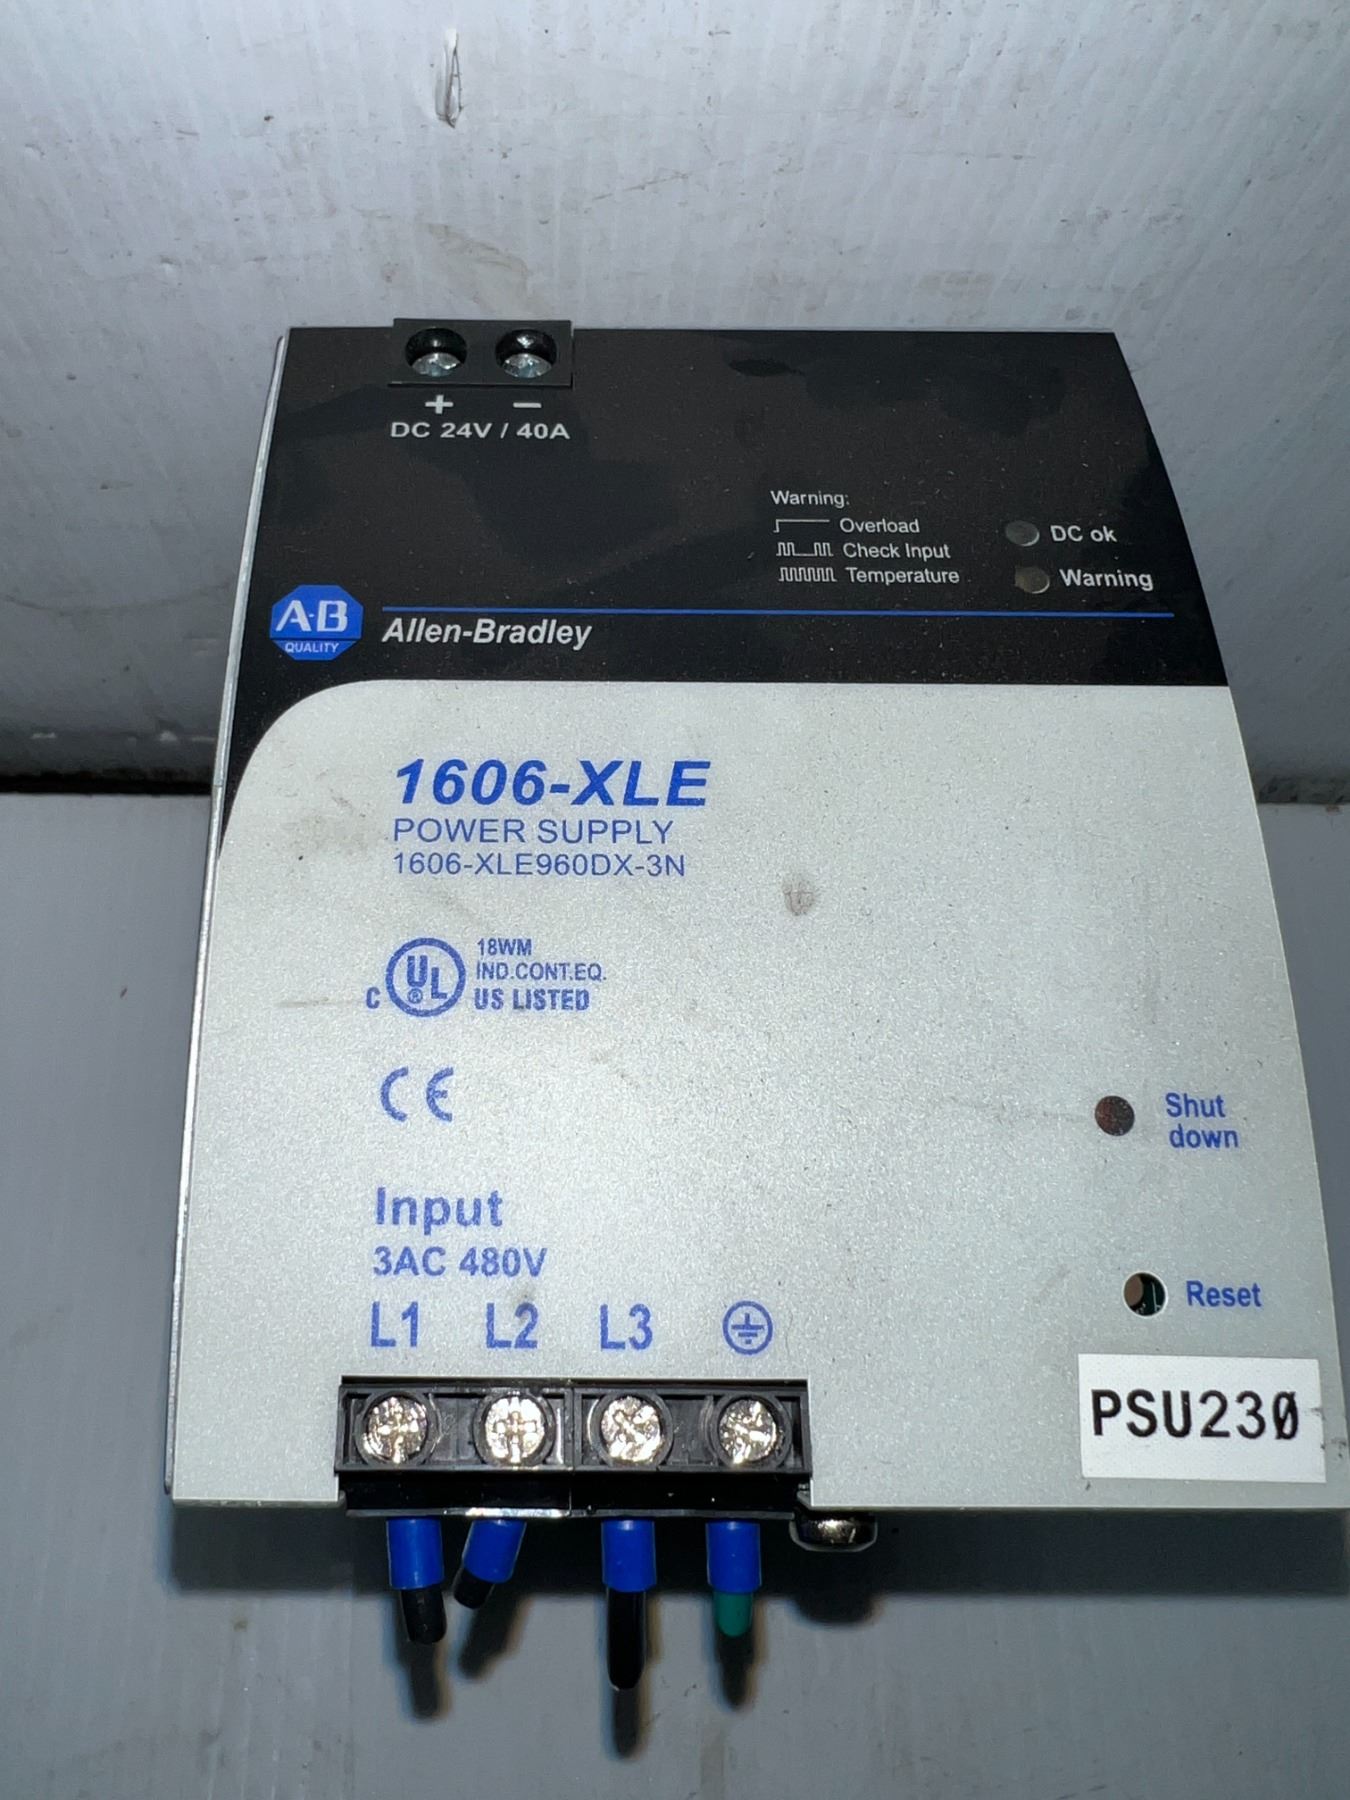 + −
DC 24V / 40A
Warning:
Overload
Check Input
Temperature
DC ok
Warning
A·B
QUALITY
Allen-Bradley
1606-XLE
POWER SUPPLY
1606-XLE960DX-3N
C UL ®
18WM
IND.CONT.EQ.
US LISTED
CE
Shut
down
Input
3AC 480V
L1 L2 L3
Reset
PSU230